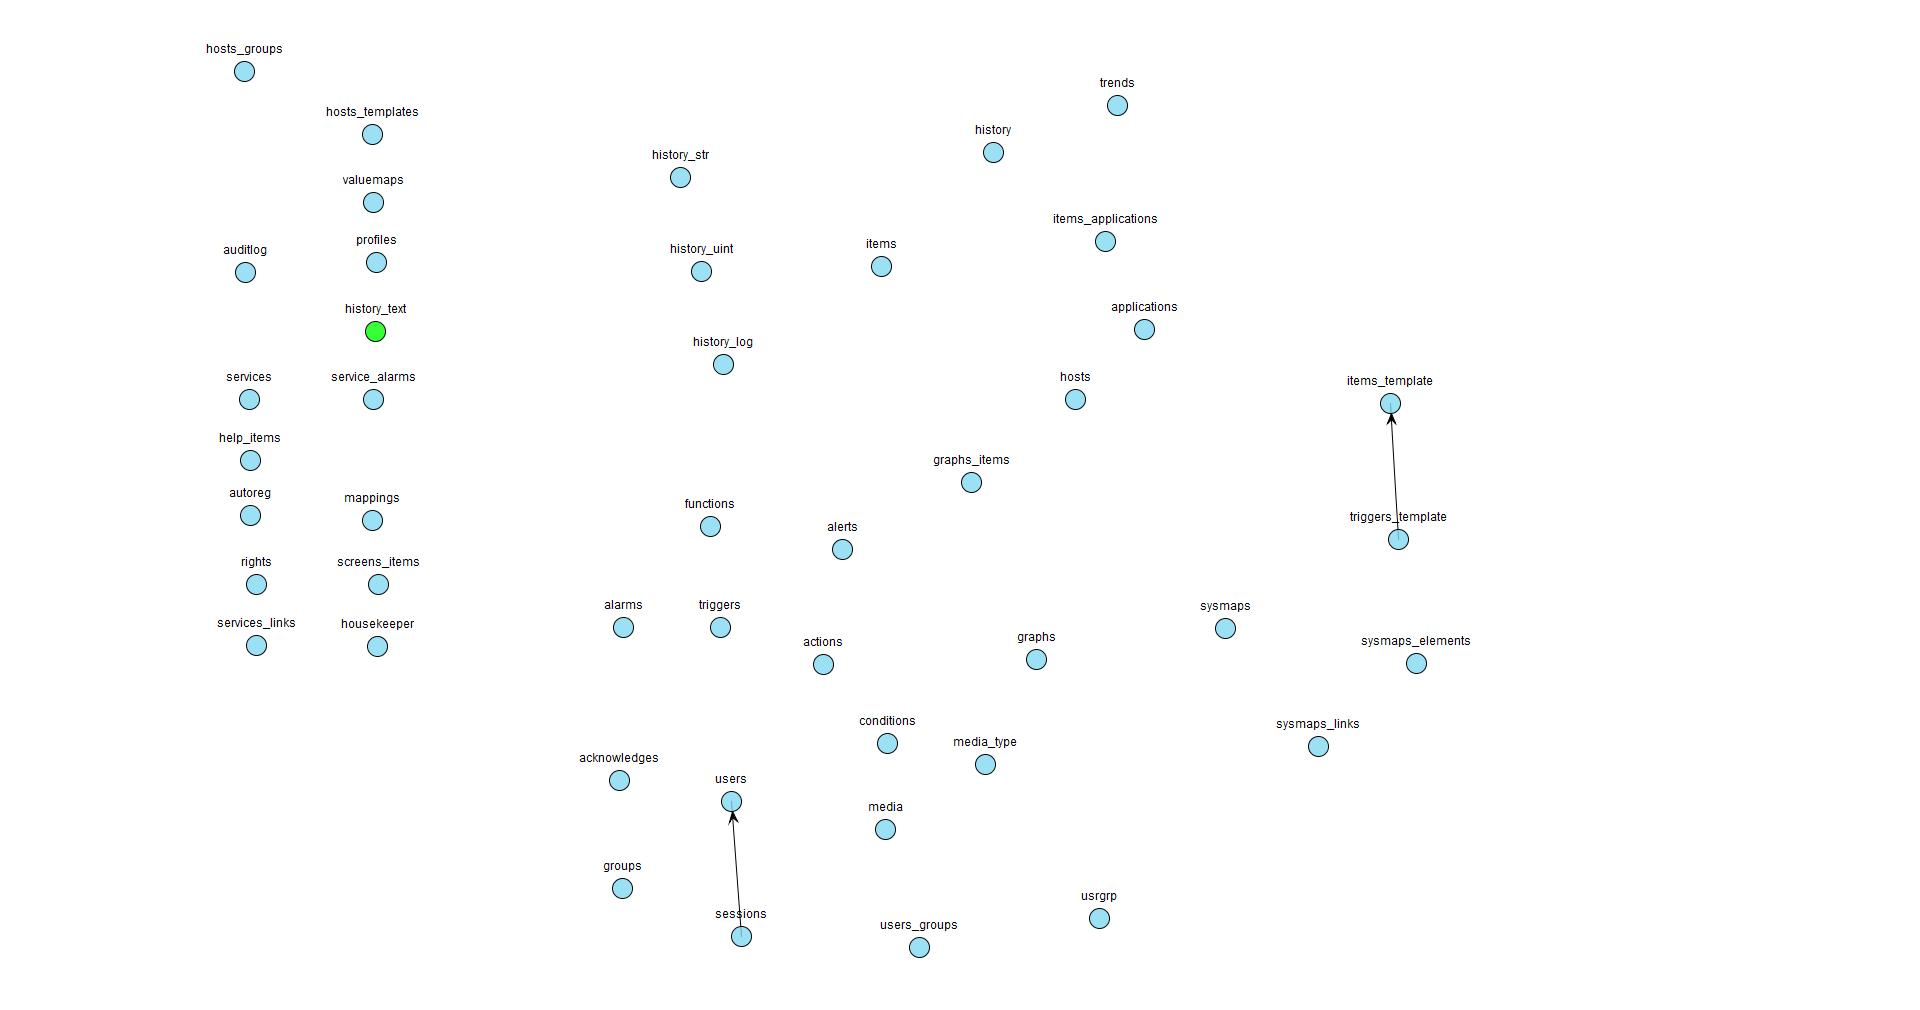 hosts_groups
trends
hosts_templates
history
history_str
valuemaps
items_applications
profiles
items
history_uint
auditlog
applications
history_text
history_log
services
service_alarms
hosts
items_template
help_items
graphs_items
autoreg
mappings
functions
triggers_template
alerts
rights
screens_items
alarms
triggers
sysmaps
services_links
housekeeper
graphs
actions
sysmaps_elements
conditions
sysmaps_links
media_type
acknowledges
users
media
groups
usrgrp
sessions
users_groups